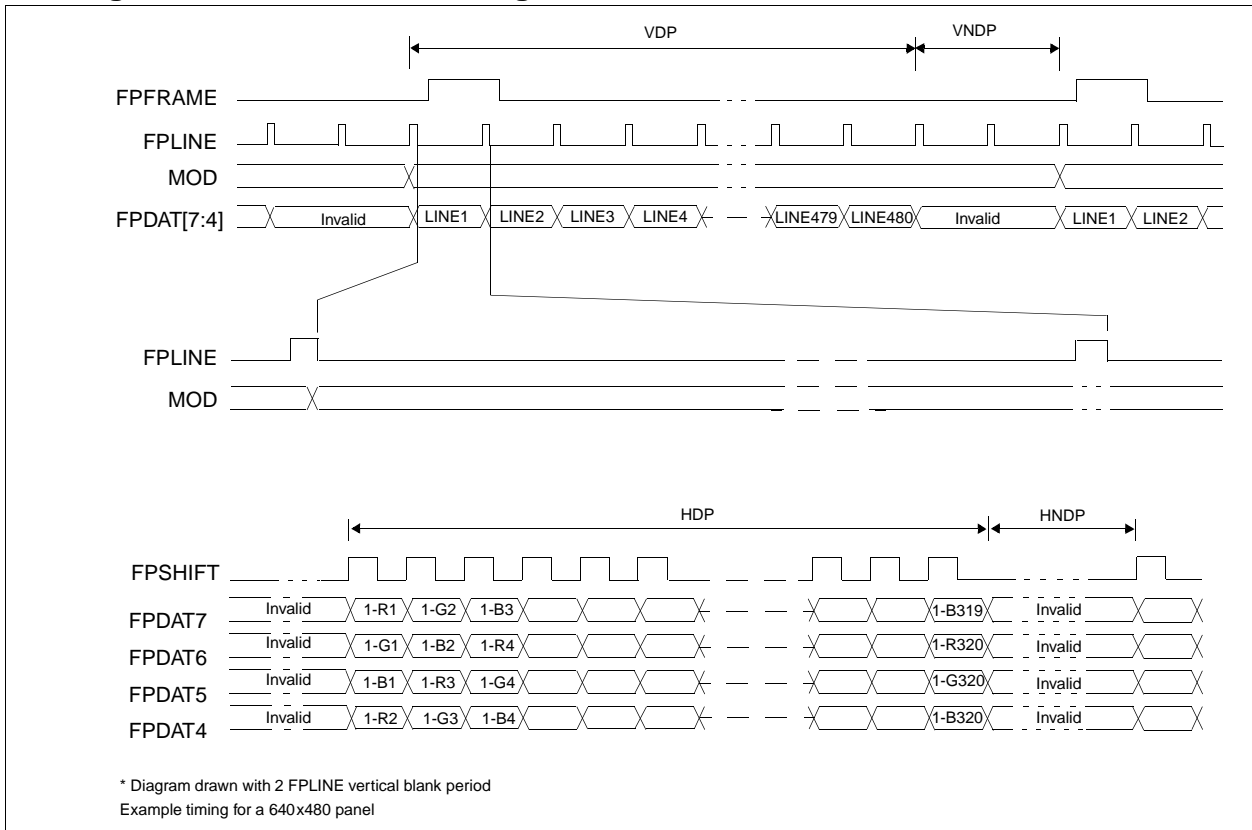 VDP VNDP
FPFRAME
FPLINE
MOD
FPDAT[7:4] Invalid LINE1 LINE2 LINE3 LINE4 LINE479 LINE480 Invalid LINE1 LINE2
FPLINE
MOD
HDP HNDP
FPSHIFT
FPDAT7 Invalid 1-R1 1-G2 1-B3 1-B319 Invalid
FPDAT6 Invalid 1-G1 1-B2 1-R4 1-R320 Invalid
FPDAT5 Invalid 1-B1 1-R3 1-G4 1-G320 Invalid
FPDAT4 Invalid 1-R2 1-G3 1-B4 1-B320 Invalid
* Diagram drawn with 2 FPLINE vertical blank period
Example timing for a 640x480 panel